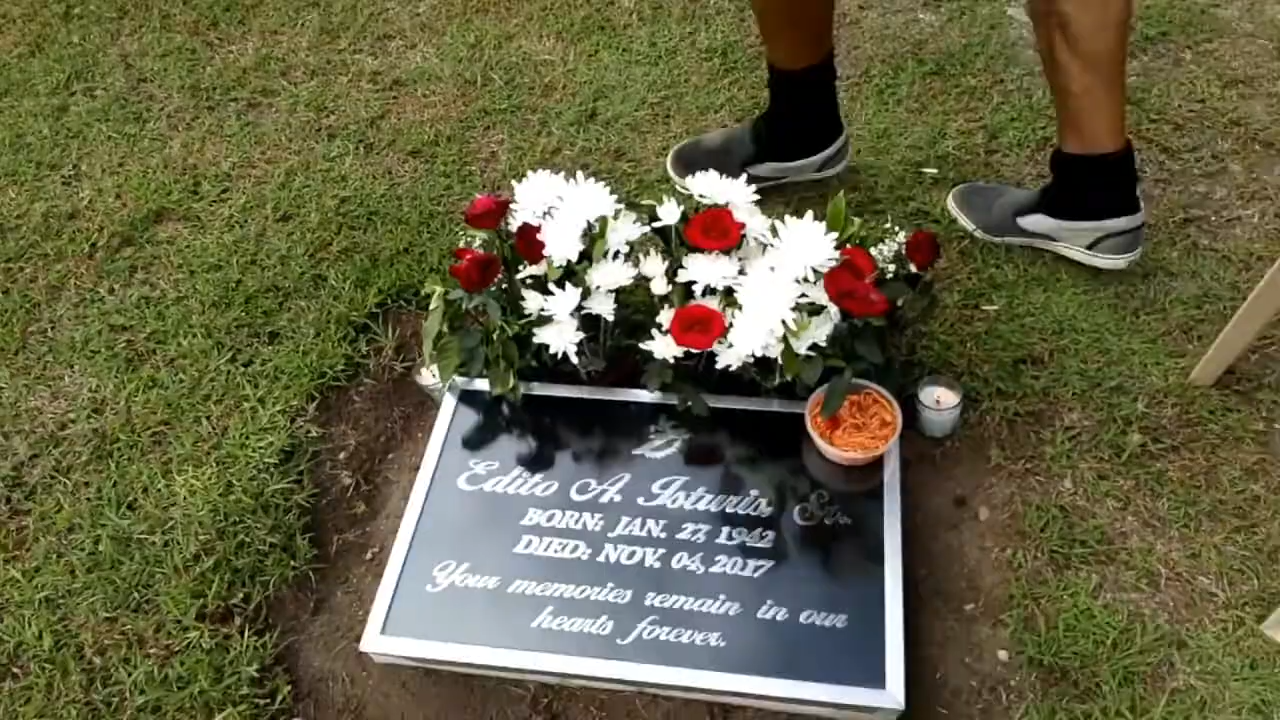 Edito A. Isturis, Sr.
BORN: JAN. 27, 1942
DIED: NOV. 04, 2017
Your memories remain in our
hearts forever.